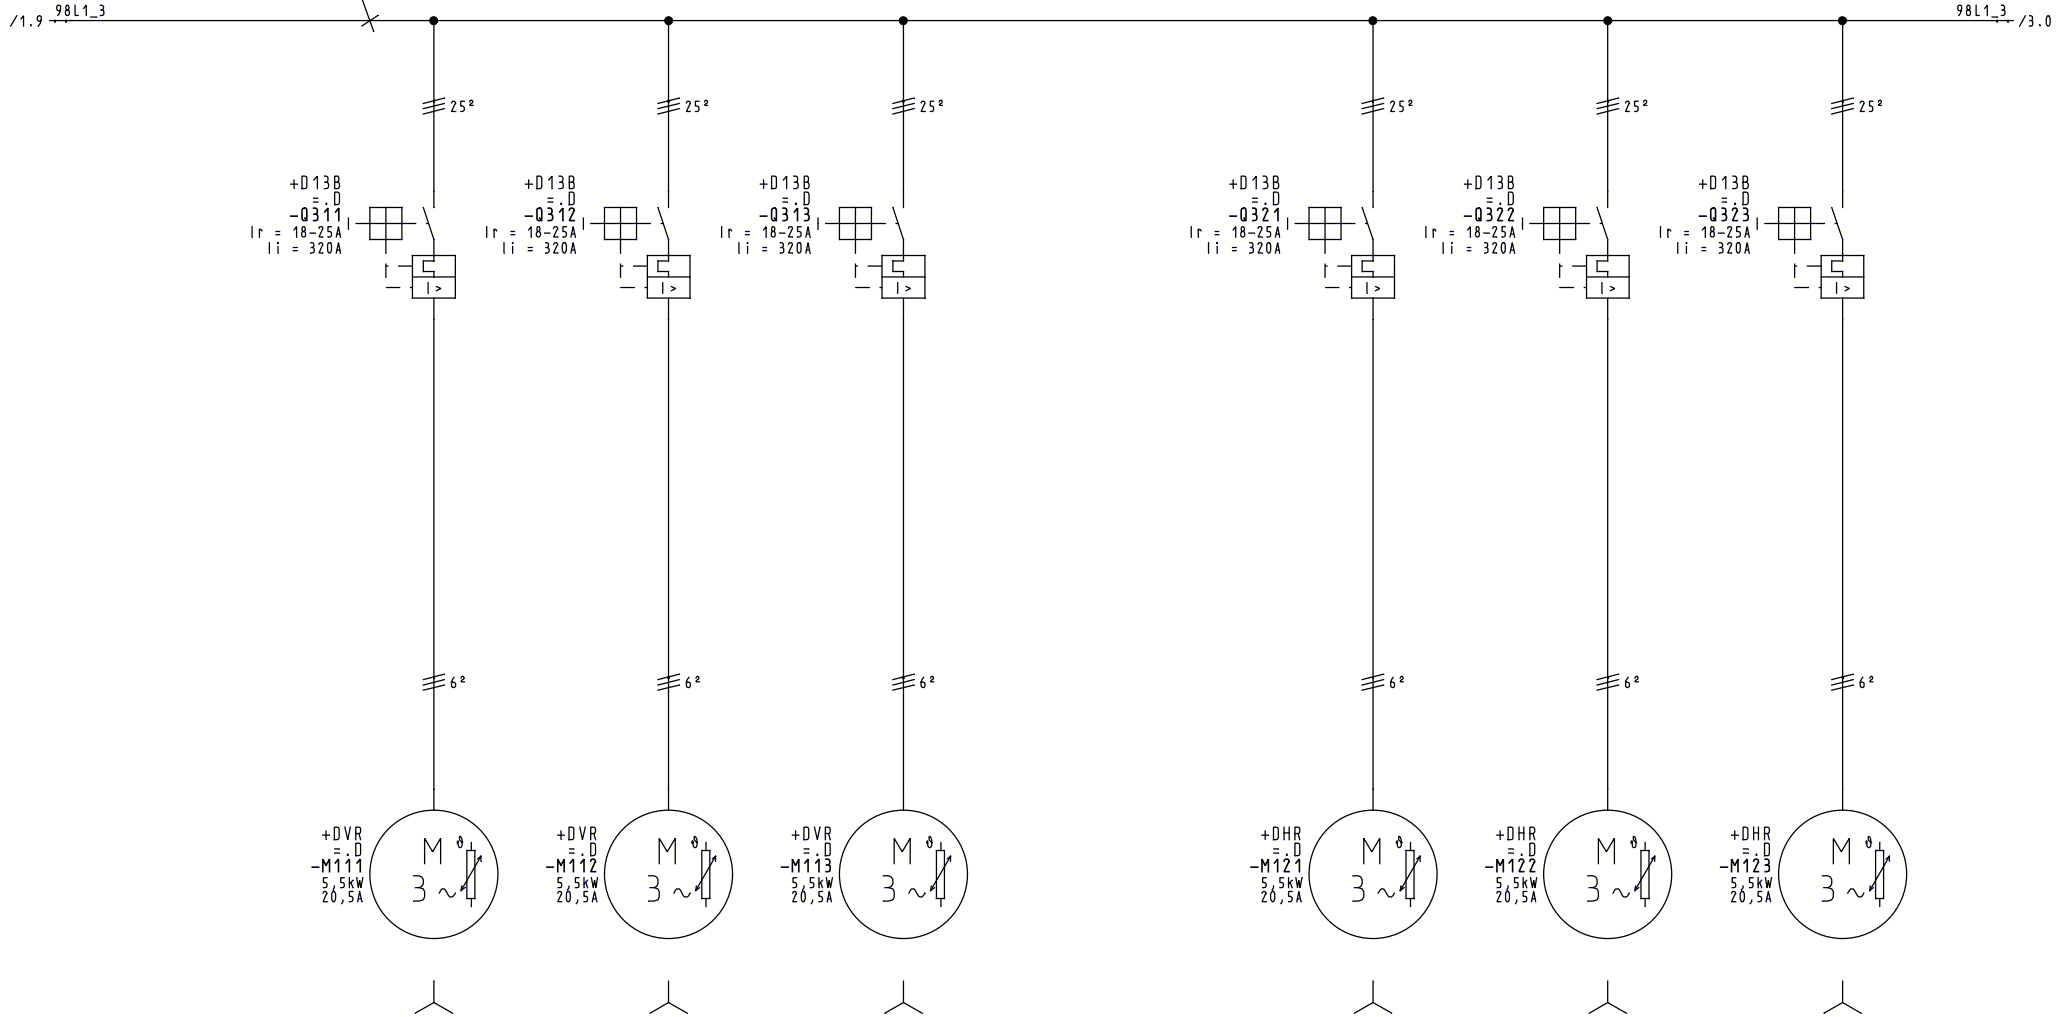 /1.9
98L1_3
98L1_3
/3.0
25²
25²
25²
25²
25²
25²
+D13B
=.D
-Q311
Ir = 18-25A
Ii = 320A
I >
+D13B
=.D
-Q312
Ir = 18-25A
Ii = 320A
I >
+D13B
=.D
-Q313
Ir = 18-25A
Ii = 320A
I >
+D13B
=.D
-Q321
Ir = 18-25A
Ii = 320A
I >
+D13B
=.D
-Q322
Ir = 18-25A
Ii = 320A
I >
+D13B
=.D
-Q323
Ir = 18-25A
Ii = 320A
I >
6²
6²
6²
6²
6²
6²
+DVR
=.D
-M111
5,5kW
20,5A
M ϑ
3 ~
+DVR
=.D
-M112
5,5kW
20,5A
M ϑ
3 ~
+DVR
=.D
-M113
5,5kW
20,5A
M ϑ
3 ~
+DHR
=.D
-M121
5,5kW
20,5A
M ϑ
3 ~
+DHR
=.D
-M122
5,5kW
20,5A
M ϑ
3 ~
+DHR
=.D
-M123
5,5kW
20,5A
M ϑ
3 ~